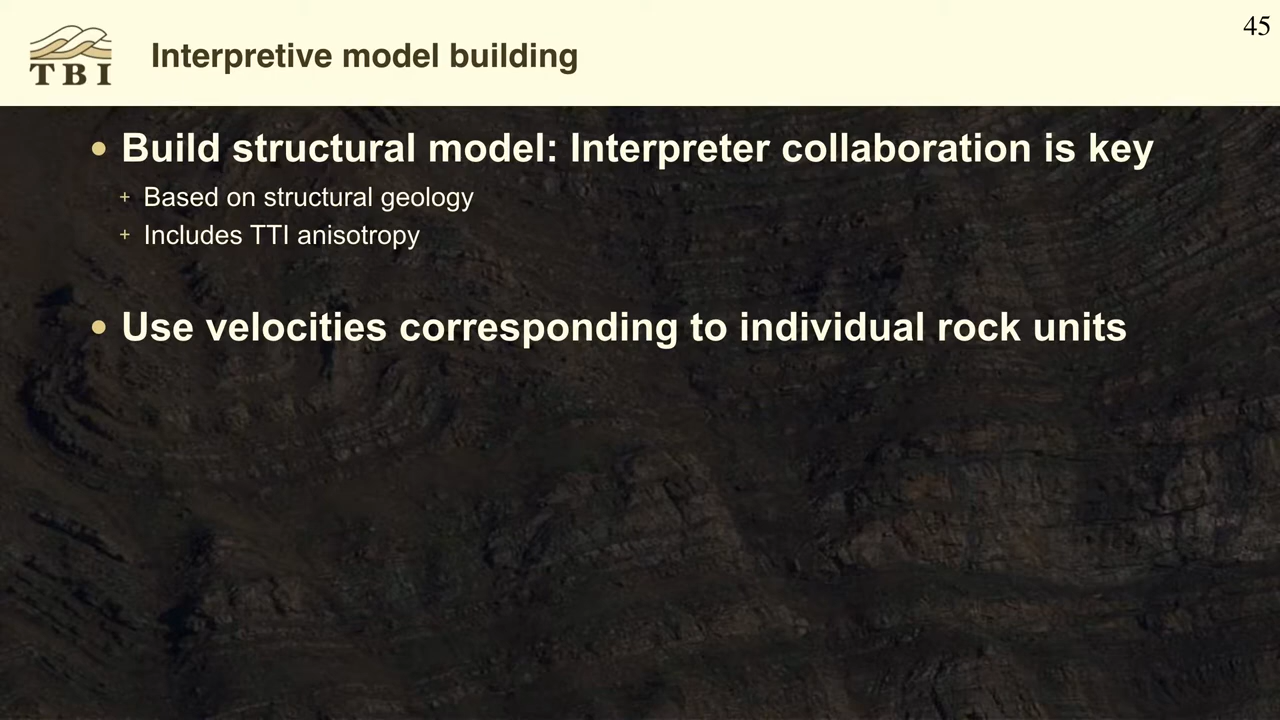 45
TBI
Interpretive model building
• Build structural model: Interpreter collaboration is key
+ Based on structural geology
+ Includes TTI anisotropy
• Use velocities corresponding to individual rock units